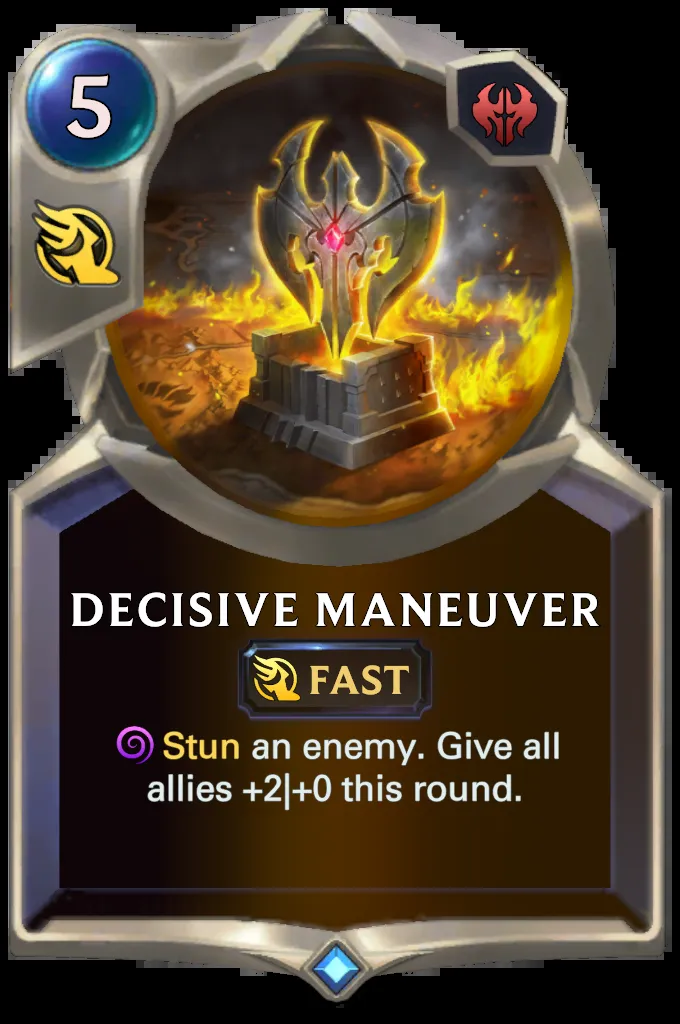 5
DECISIVE MANEUVER
FAST
Stun an enemy. Give all
allies +2|+0 this round.